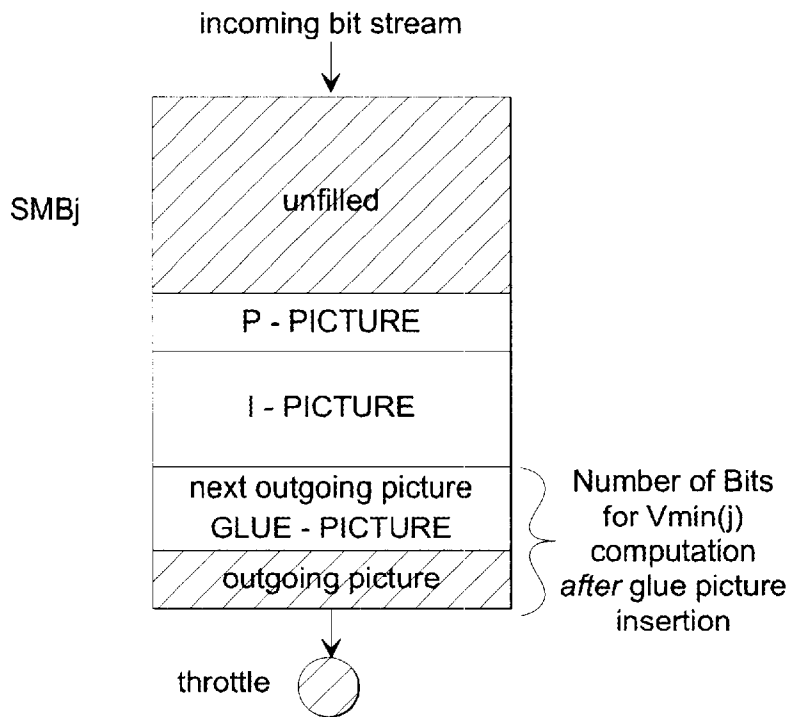 incoming bit stream
unfilled
SMBj
P - PICTURE
I - PICTURE
next outgoing picture
GLUE - PICTURE
outgoing picture
Number of Bits
for Vmin(j)
computation
after glue picture
insertion
throttle